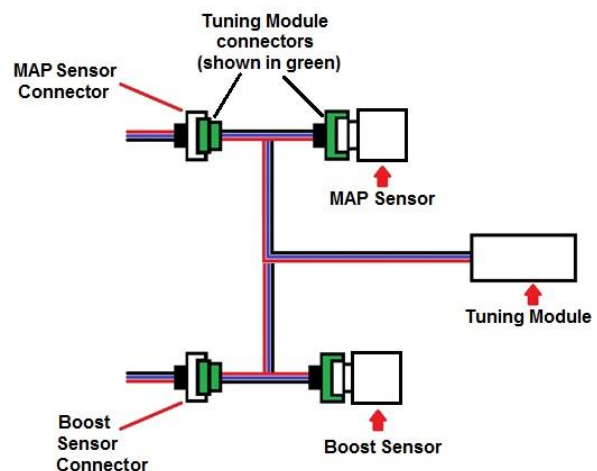 Tuning Module
connectors
(shown in green)
MAP Sensor
Connector
MAP Sensor
Tuning Module
Boost
Sensor
Connector
Boost Sensor